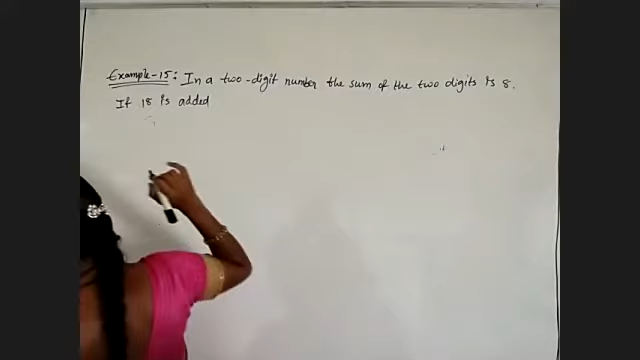 Example-15: In a two-digit number the sum of the two digits is 8.
If 18 is added